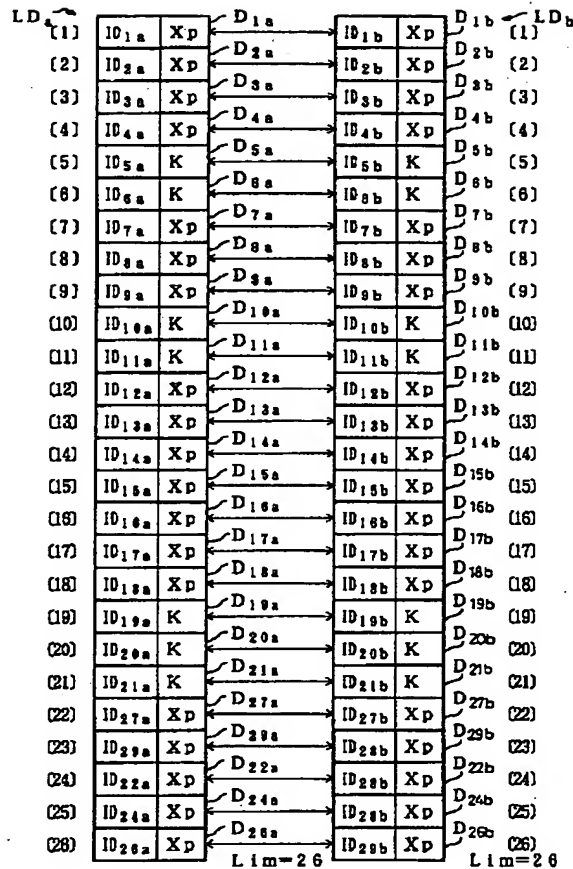 LDa D1a D1b LDb
[1] ID1a Xp ID1b Xp [1]
D2a D2b
[2] ID2a Xp ID2b Xp [2]
D3a D3b
[3] ID3a Xp ID3b Xp [3]
D4a D4b
[4] ID4a Xp ID4b Xp [4]
D5a D5b
[5] ID5a K ID5b K [5]
D6a D6b
[6] ID6a K ID6b K [6]
D7a D7b
[7] ID7a Xp ID7b Xp [7]
D8a D8b
[8] ID8a Xp ID8b Xp [8]
D9a D9b
[9] ID9a Xp ID9b Xp [9]
D10a D10b
[10] ID10a K ID10b K [10]
D11a D11b
[11] ID11a K ID11b K [11]
D12a D12b
[12] ID12a Xp ID12b Xp [12]
D13a D13b
[13] ID13a Xp ID13b Xp [13]
D14a D14b
[14] ID14a Xp ID14b Xp [14]
D15a D15b
[15] ID15a Xp ID15b Xp [15]
D16a D16b
[16] ID16a Xp ID16b Xp [16]
D17a D17b
[17] ID17a Xp ID17b Xp [17]
D18a D18b
[18] ID18a Xp ID18b Xp [18]
D19a D19b
[19] ID19a K ID19b K [19]
D20a D20b
[20] ID20a K ID20b K [20]
D21a D21b
[21] ID21a K ID21b K [21]
D27a D27b
[22] ID27a Xp ID27b Xp [22]
D29a D29b
[23] ID29a Xp ID28b Xp [23]
D22a D22b
[24] ID22a Xp ID28b Xp [24]
D24a D24b
[25] ID24a Xp ID28b Xp [25]
D26a D26b
[26] ID26a Xp ID29b Xp [26]
Lim=26 Lim=26